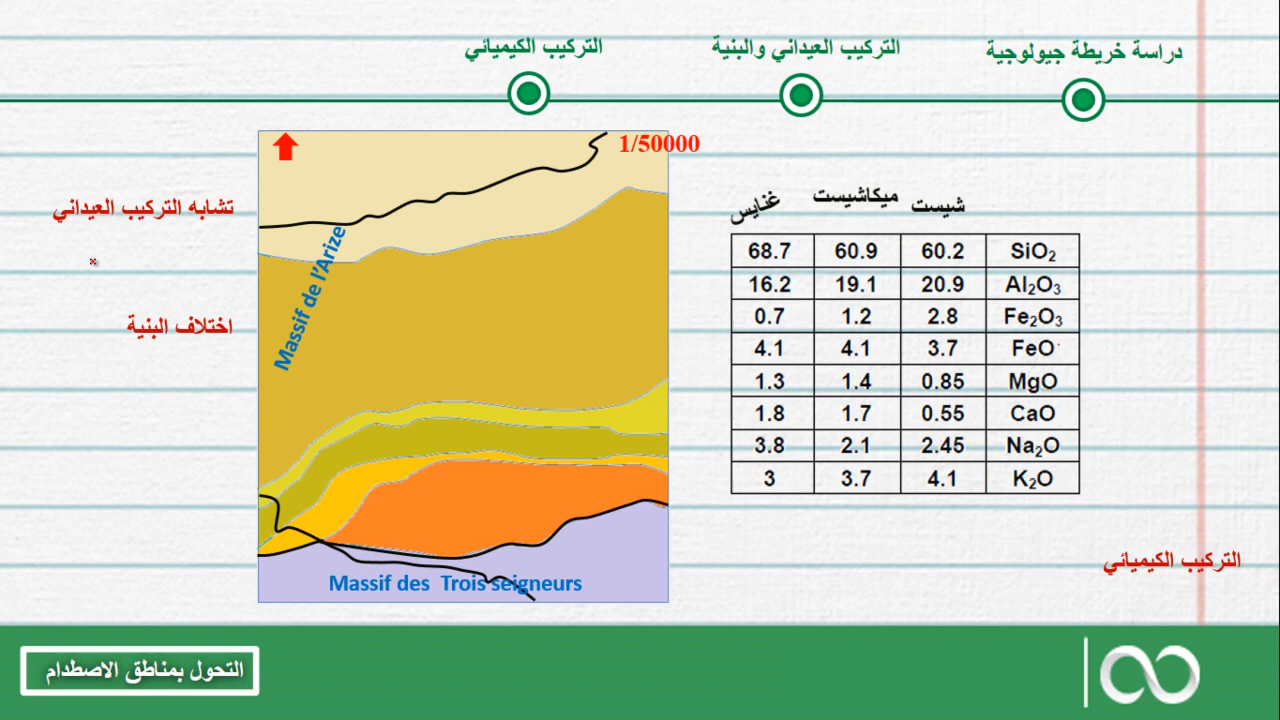 دراسة خريطة جيولوجية
التركيب العيداني والبنية
التركيب الكيميائي
1/50000
تشابه التركيب العيداني
اختلاف البنية
Massif de l'Arize
Massif des Trois seigneurs
غنايس ميكاشيست شيست
68.7 60.9 60.2 SiO₂
16.2 19.1 20.9 Al₂O₃
0.7 1.2 2.8 Fe₂O₃
4.1 4.1 3.7 FeO
1.3 1.4 0.85 MgO
1.8 1.7 0.55 CaO
3.8 2.1 2.45 Na₂O
3 3.7 4.1 K₂O
التركيب الكيميائي
التحول بمناطق الاصطدام